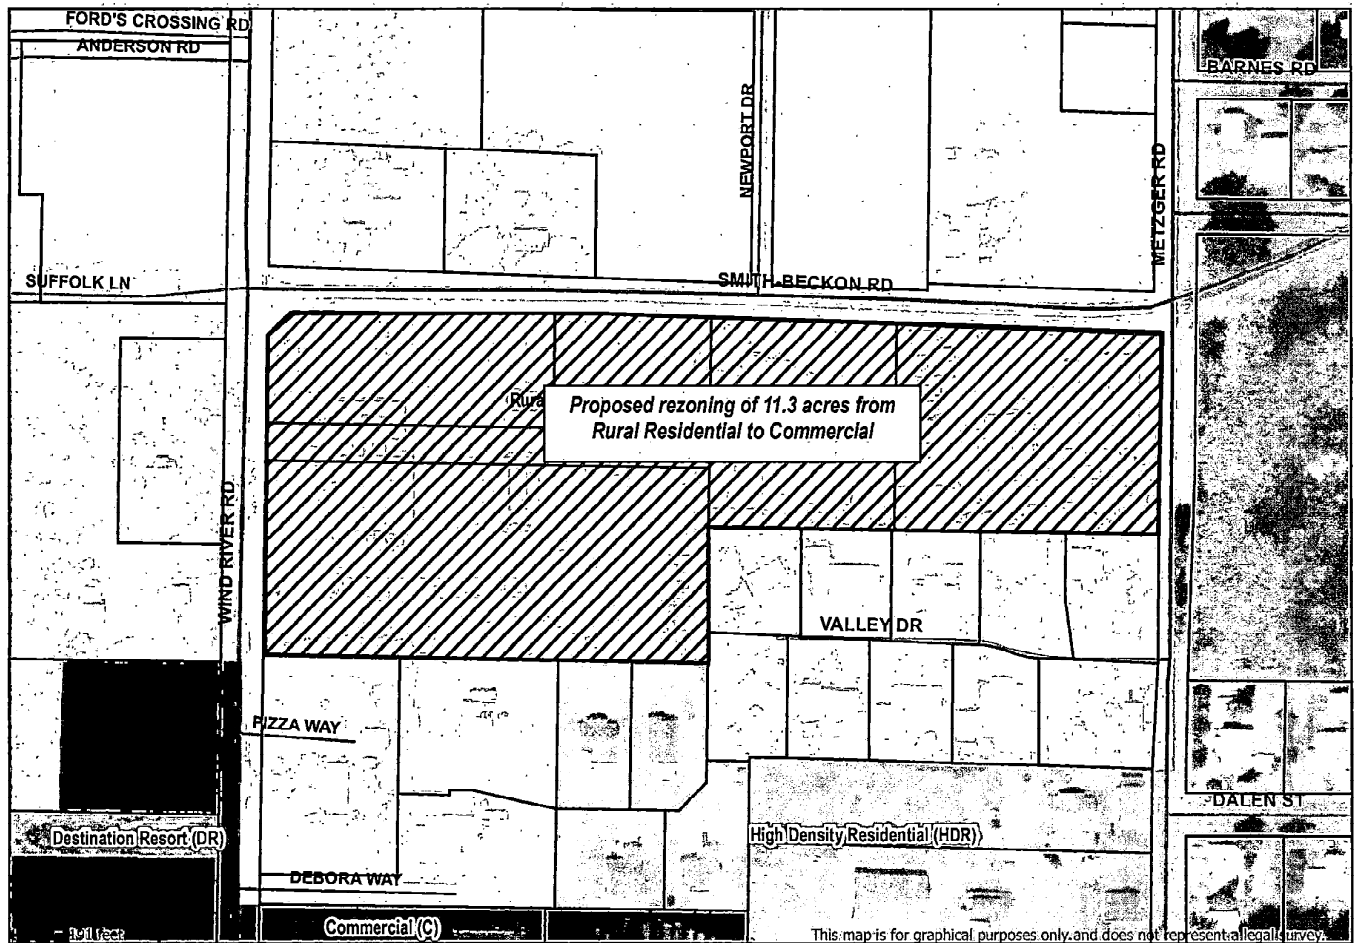 FORD'S CROSSING RD
ANDERSON RD
BARNES RD
NEWPORT DR
METZGER RD
SUFFOLK LN
SMITH-BECKON RD
Rura
Proposed rezoning of 11.3 acres from
Rural Residential to Commercial
WIND RIVER RD
VALLEY DR
PIZZA WAY
DALEN ST
Destination Resort (DR)
High Density Residential (HDR)
DEBORA WAY
Commercial (C)
191 feet
This map is for graphical purposes only and does not represent a legal survey.